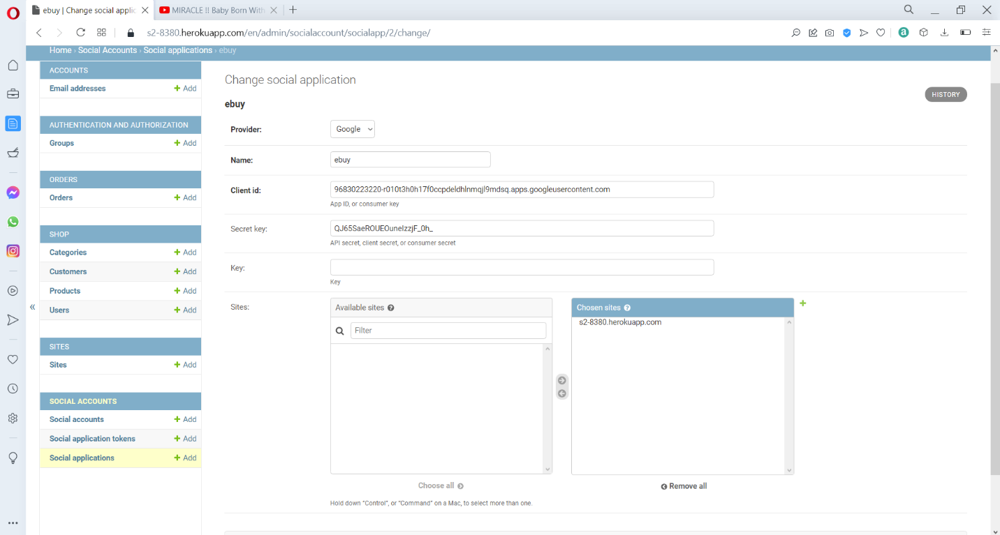 ebuy | Change social applic
MIRACLE !! Baby Born With
s2-8380.herokuapp.com/en/admin/socialaccount/socialapp/2/change/
Home › Social Accounts › Social applications › ebuy
ACCOUNTS
Email addresses + Add
AUTHENTICATION AND AUTHORIZATION
Groups + Add
ORDERS
Orders + Add
SHOP
Categories + Add
Customers + Add
Products + Add
Users + Add
«
SITES
Sites + Add
SOCIAL ACCOUNTS
Social accounts + Add
Social application tokens + Add
Social applications + Add
Change social application
HISTORY
ebuy
Provider: Google
Name: ebuy
Client id: 96830223220-r010t3h0h17f0ccpdeldhlnmqjl9mdsq.apps.googleusercontent.com
App ID, or consumer key
Secret key: QJ65SaeROUEOunelzzjF_0h_
API secret, client secret, or consumer secret
Key:
Key
Sites:
Available sites ?
Filter
Choose all
Chosen sites ?
s2-8380.herokuapp.com
Remove all
Hold down "Control", or "Command" on a Mac, to select more than one.